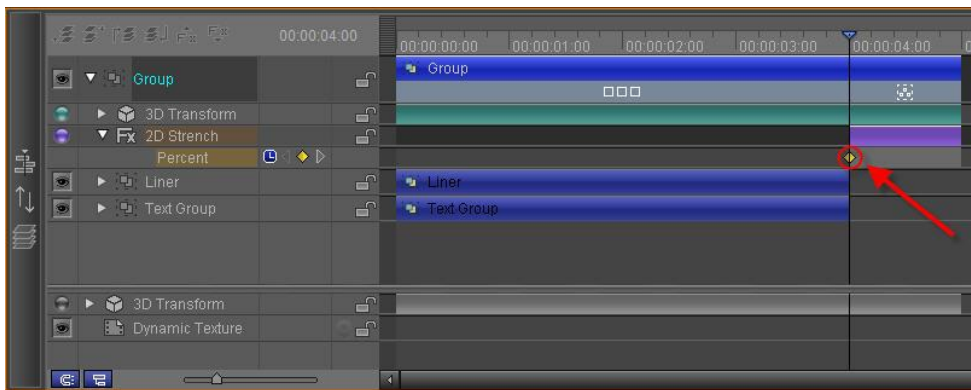 00:00:04:00
00:00:00:00 00:00:01:00 00:00:02:00 00:00:03:00 00:00:04:00
Group Group
3D Transform
Fx 2D Strench
Percent
Liner Liner
Text Group Text Group
3D Transform
Dynamic Texture